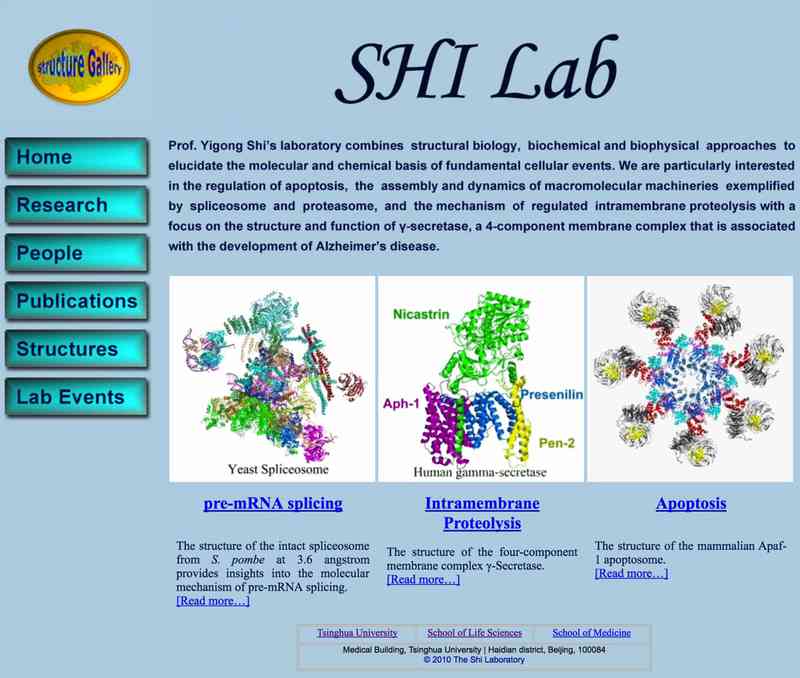 structure Gallery
SHI Lab
Home
Research
People
Publications
Structures
Lab Events
Prof. Yigong Shi's laboratory combines structural biology, biochemical and biophysical approaches to
elucidate the molecular and chemical basis of fundamental cellular events. We are particularly interested
in the regulation of apoptosis, the assembly and dynamics of macromolecular machineries exemplified
by spliceosome and proteasome, and the mechanism of regulated intramembrane proteolysis with a
focus on the structure and function of γ-secretase, a 4-component membrane complex that is associated
with the development of Alzheimer's disease.
Yeast Spliceosome
Nicastrin
Aph-1
Presenilin
Pen-2
Human gamma-secretase
pre-mRNA splicing
The structure of the intact spliceosome
from S. pombe at 3.6 angstrom
provides insights into the molecular
mechanism of pre-mRNA splicing.
[Read more…]
Intramembrane
Proteolysis
The structure of the four-component
membrane complex γ-Secretase.
[Read more…]
Apoptosis
The structure of the mammalian Apaf-
1 apoptosome.
[Read more…]
Tsinghua University School of Life Sciences School of Medicine
Medical Building, Tsinghua University | Haidian district, Beijing, 100084
© 2010 The Shi Laboratory